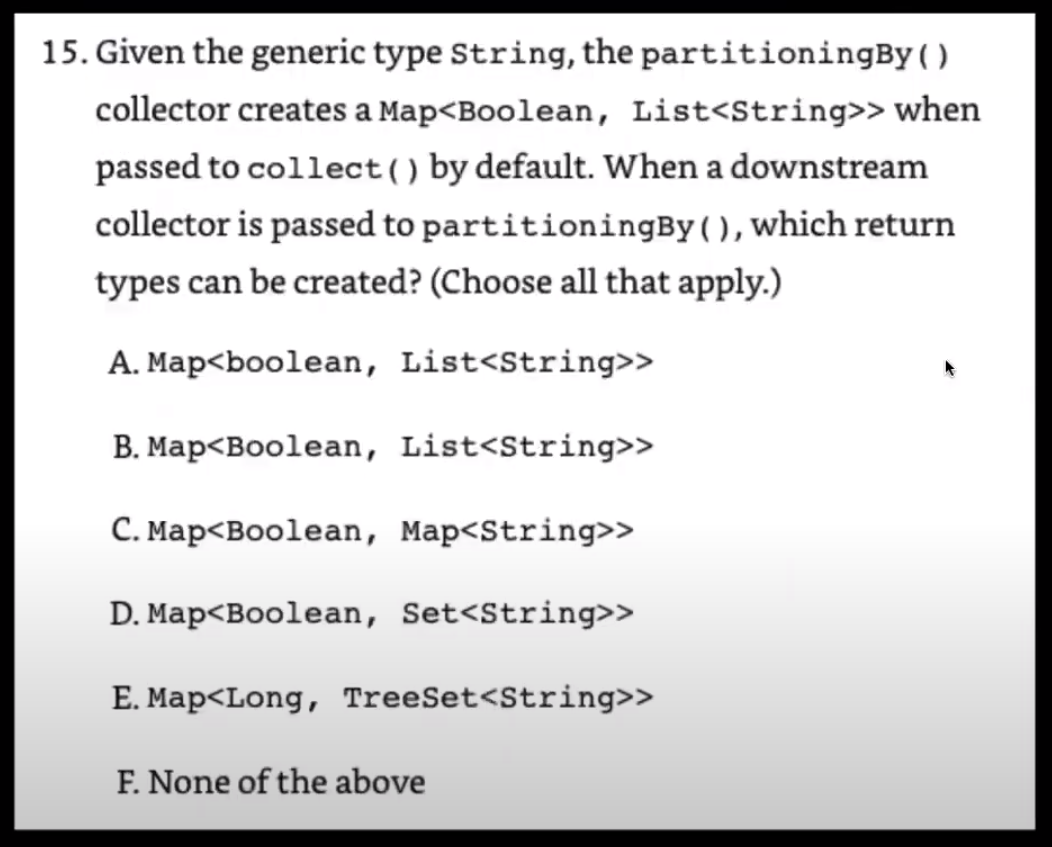 15. Given the generic type String, the partitioningBy()
collector creates a Map<Boolean, List<String>> when
passed to collect() by default. When a downstream
collector is passed to partitioningBy(), which return
types can be created? (Choose all that apply.)
A. Map<boolean, List<String>>
B. Map<Boolean, List<String>>
C. Map<Boolean, Map<String>>
D. Map<Boolean, Set<String>>
E. Map<Long, TreeSet<String>>
F. None of the above